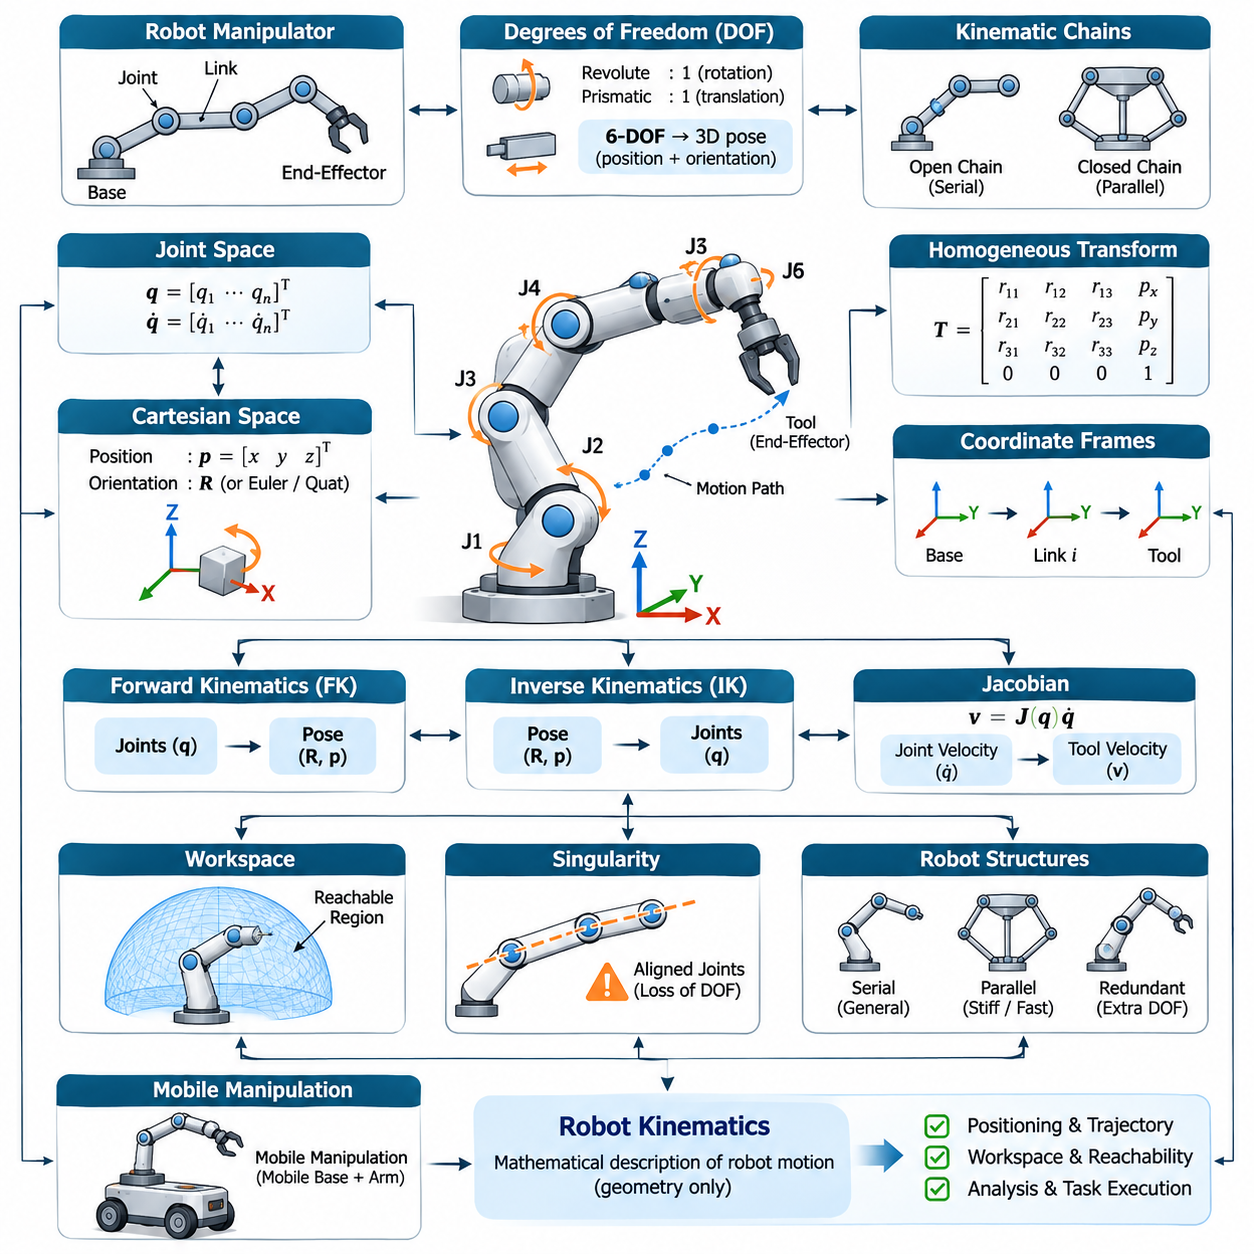 Robot Manipulator
Joint
Link
Base
End-Effector
Degrees of Freedom (DOF)
Revolute : 1 (rotation)
Prismatic : 1 (translation)
6-DOF → 3D pose
(position + orientation)
Kinematic Chains
Open Chain
(Serial)
Closed Chain
(Parallel)
Joint Space
q = [q₁ ⋯ qₙ]ᵀ
q̇ = [q̇₁ ⋯ q̇ₙ]ᵀ
Cartesian Space
Position : p = [x y z]ᵀ
Orientation : R (or Euler / Quat)
Z
X
J3
J6
J4
J3
J2
J1
Tool
(End-Effector)
Motion Path
Z
Y
X
Homogeneous Transform
T = [
r₁₁ r₁₂ r₁₃ pₓ
r₂₁ r₂₂ r₂₃ p_y
r₃₁ r₃₂ r₃₃ p_z
0 0 0 1
]
Coordinate Frames
Y
Y
Y
Base
Link i
Tool
Forward Kinematics (FK)
Joints (q)
Pose
(R, p)
Inverse Kinematics (IK)
Pose
(R, p)
Joints
(q)
Jacobian
v = J(q)q̇
Joint Velocity
(q̇)
Tool Velocity
(v)
Workspace
Reachable
Region
Singularity
Aligned Joints
(Loss of DOF)
Robot Structures
Serial
(General)
Parallel
(Stiff / Fast)
Redundant
(Extra DOF)
Mobile Manipulation
Mobile Manipulation
(Mobile Base + Arm)
Robot Kinematics
Mathematical description of robot motion
(geometry only)
Positioning & Trajectory
Workspace & Reachability
Analysis & Task Execution